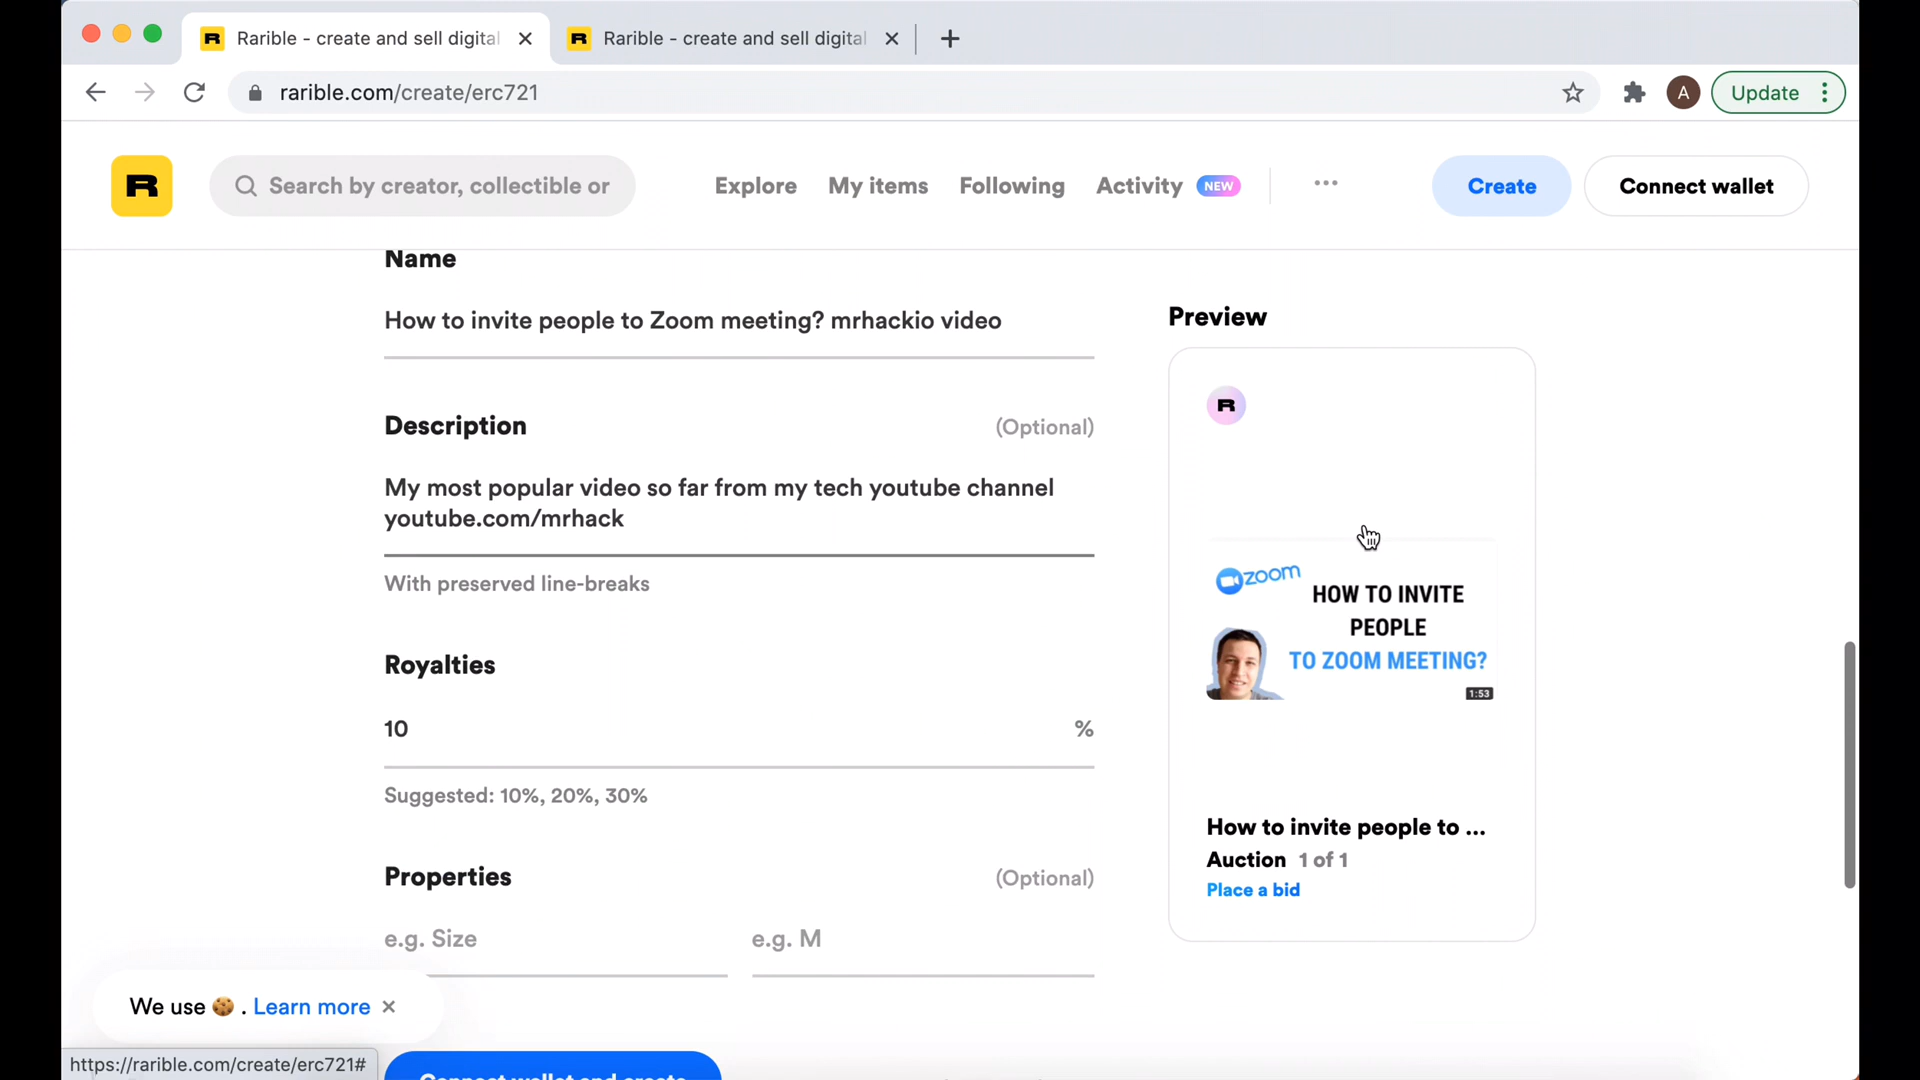 Rarible - create and sell digital
Rarible - create and sell digital
rarible.com/create/erc721
A
Update
R
Search by creator, collectible or
Explore
My items
Following
Activity
NEW
Create
Connect wallet
Name
How to invite people to Zoom meeting? mrhackio video
Description
(Optional)
My most popular video so far from my tech youtube channel
youtube.com/mrhack
With preserved line-breaks
Royalties
10
%
Suggested: 10%, 20%, 30%
Properties
(Optional)
e.g. Size
e.g. M
Preview
R
zoom
HOW TO INVITE
PEOPLE
TO ZOOM MEETING?
1:53
How to invite people to ...
Auction 1 of 1
Place a bid
We use 🍪 . Learn more
https://rarible.com/create/erc721#
Connect wallet and create